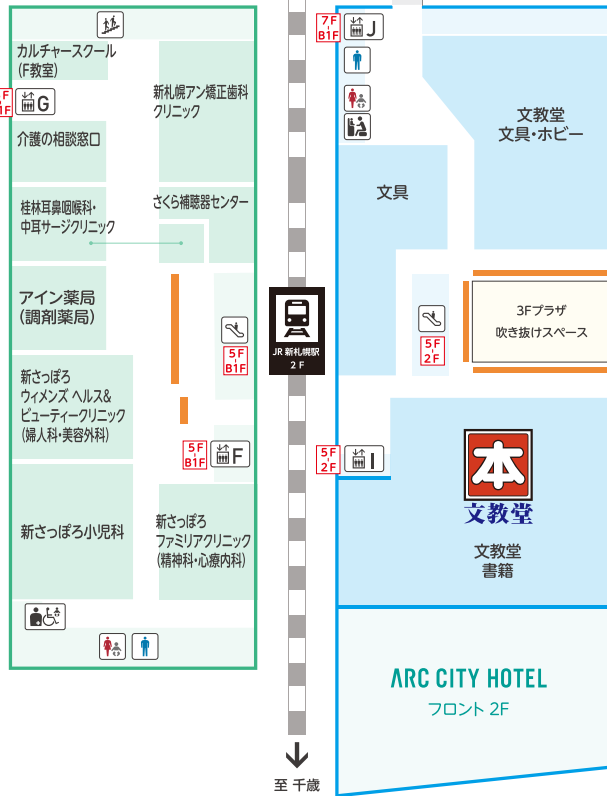 カルチャースクール
(F教室)
F
1F
G
介護の相談窓口
桂林耳鼻咽喉科・
中耳サージクリニック
アイン薬局
(調剤薬局)
新さっぽろ
ウィメンズ ヘルス&
ビューティークリニック
(婦人科・美容外科)
新さっぽろ小児科
新札幌アン矯正歯科
クリニック
さくら補聴器センター
5F
B1F
5F
B1F
F
新さっぽろ
ファミリアクリニック
(精神科・心療内科)
JR 新札幌駅
2F
至 千歳
7F
B1F
J
文教堂
文具・ホビー
文具
5F
2F
3Fプラザ
吹き抜けスペース
5F
2F
I
本
文教堂
文教堂
書籍
ARC CITY HOTEL
フロント 2F